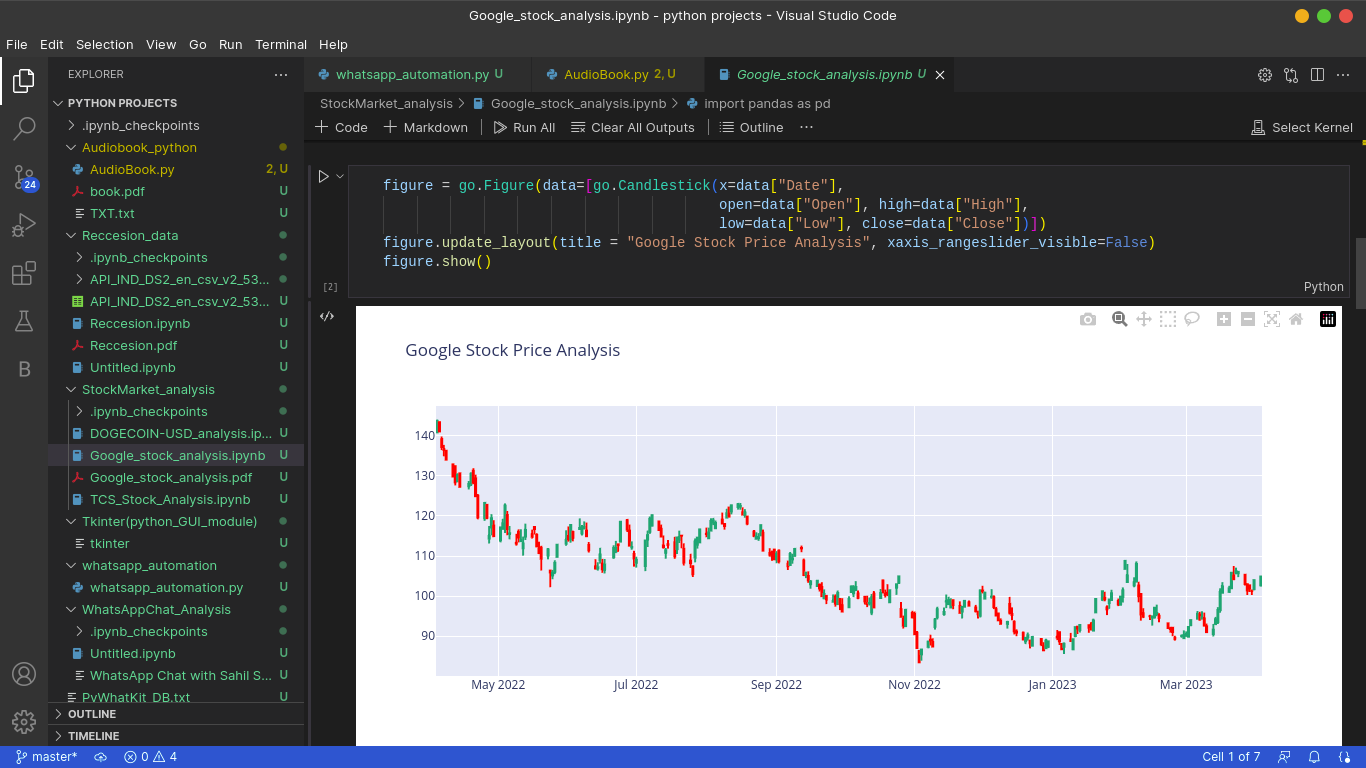 Google_stock_analysis.ipynb - python projects - Visual Studio Code
File Edit Selection View Go Run Terminal Help
EXPLORER
PYTHON PROJECTS
.ipynb_checkpoints
Audiobook_python
AudioBook.py 2, U
book.pdf U
TXT.txt U
Reccesion_data
.ipynb_checkpoints
API_IND_DS2_en_csv_v2_53... U
API_IND_DS2_en_csv_v2_53... U
Reccesion.ipynb U
Reccesion.pdf U
Untitled.ipynb U
StockMarket_analysis
.ipynb_checkpoints
DOGECOIN-USD_analysis.ip... U
Google_stock_analysis.ipynb U
Google_stock_analysis.pdf U
TCS_Stock_Analysis.ipynb U
Tkinter(python_GUI_module)
tkinter U
whatsapp_automation
whatsapp_automation.py U
WhatsAppChat_Analysis
.ipynb_checkpoints
Untitled.ipynb U
WhatsApp Chat with Sahil S... U
PyWhatKit_DB.txt U
OUTLINE
TIMELINE
24
B
whatsapp_automation.py U AudioBook.py 2, U Google_stock_analysis.ipynb U
StockMarket_analysis > Google_stock_analysis.ipynb > import pandas as pd
Code Markdown Run All Clear All Outputs Outline ... Select Kernel
figure = go.Figure(data=[go.Candlestick(x=data["Date"],
open=data["Open"], high=data["High"],
low=data["Low"], close=data["Close"])])
figure.update_layout(title = "Google Stock Price Analysis", xaxis_rangeslider_visible=False)
figure.show()
[2] Python
Google Stock Price Analysis
140
130
120
110
100
90
May 2022 Jul 2022 Sep 2022 Nov 2022 Jan 2023 Mar 2023
master* 0 4 Cell 1 of 7